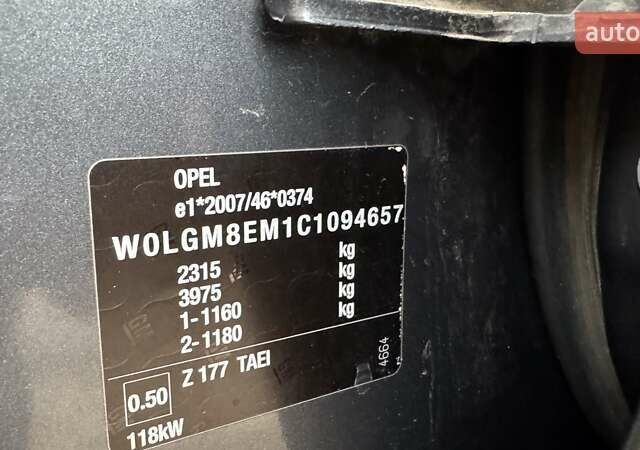 auto
OPEL
e1*2007/46*0374
W0LGM8EM1C1094657
2315 kg
3975 kg
1-1160 kg
2-1180 kg
Z 177 TAEI
4664
0.50
118kW